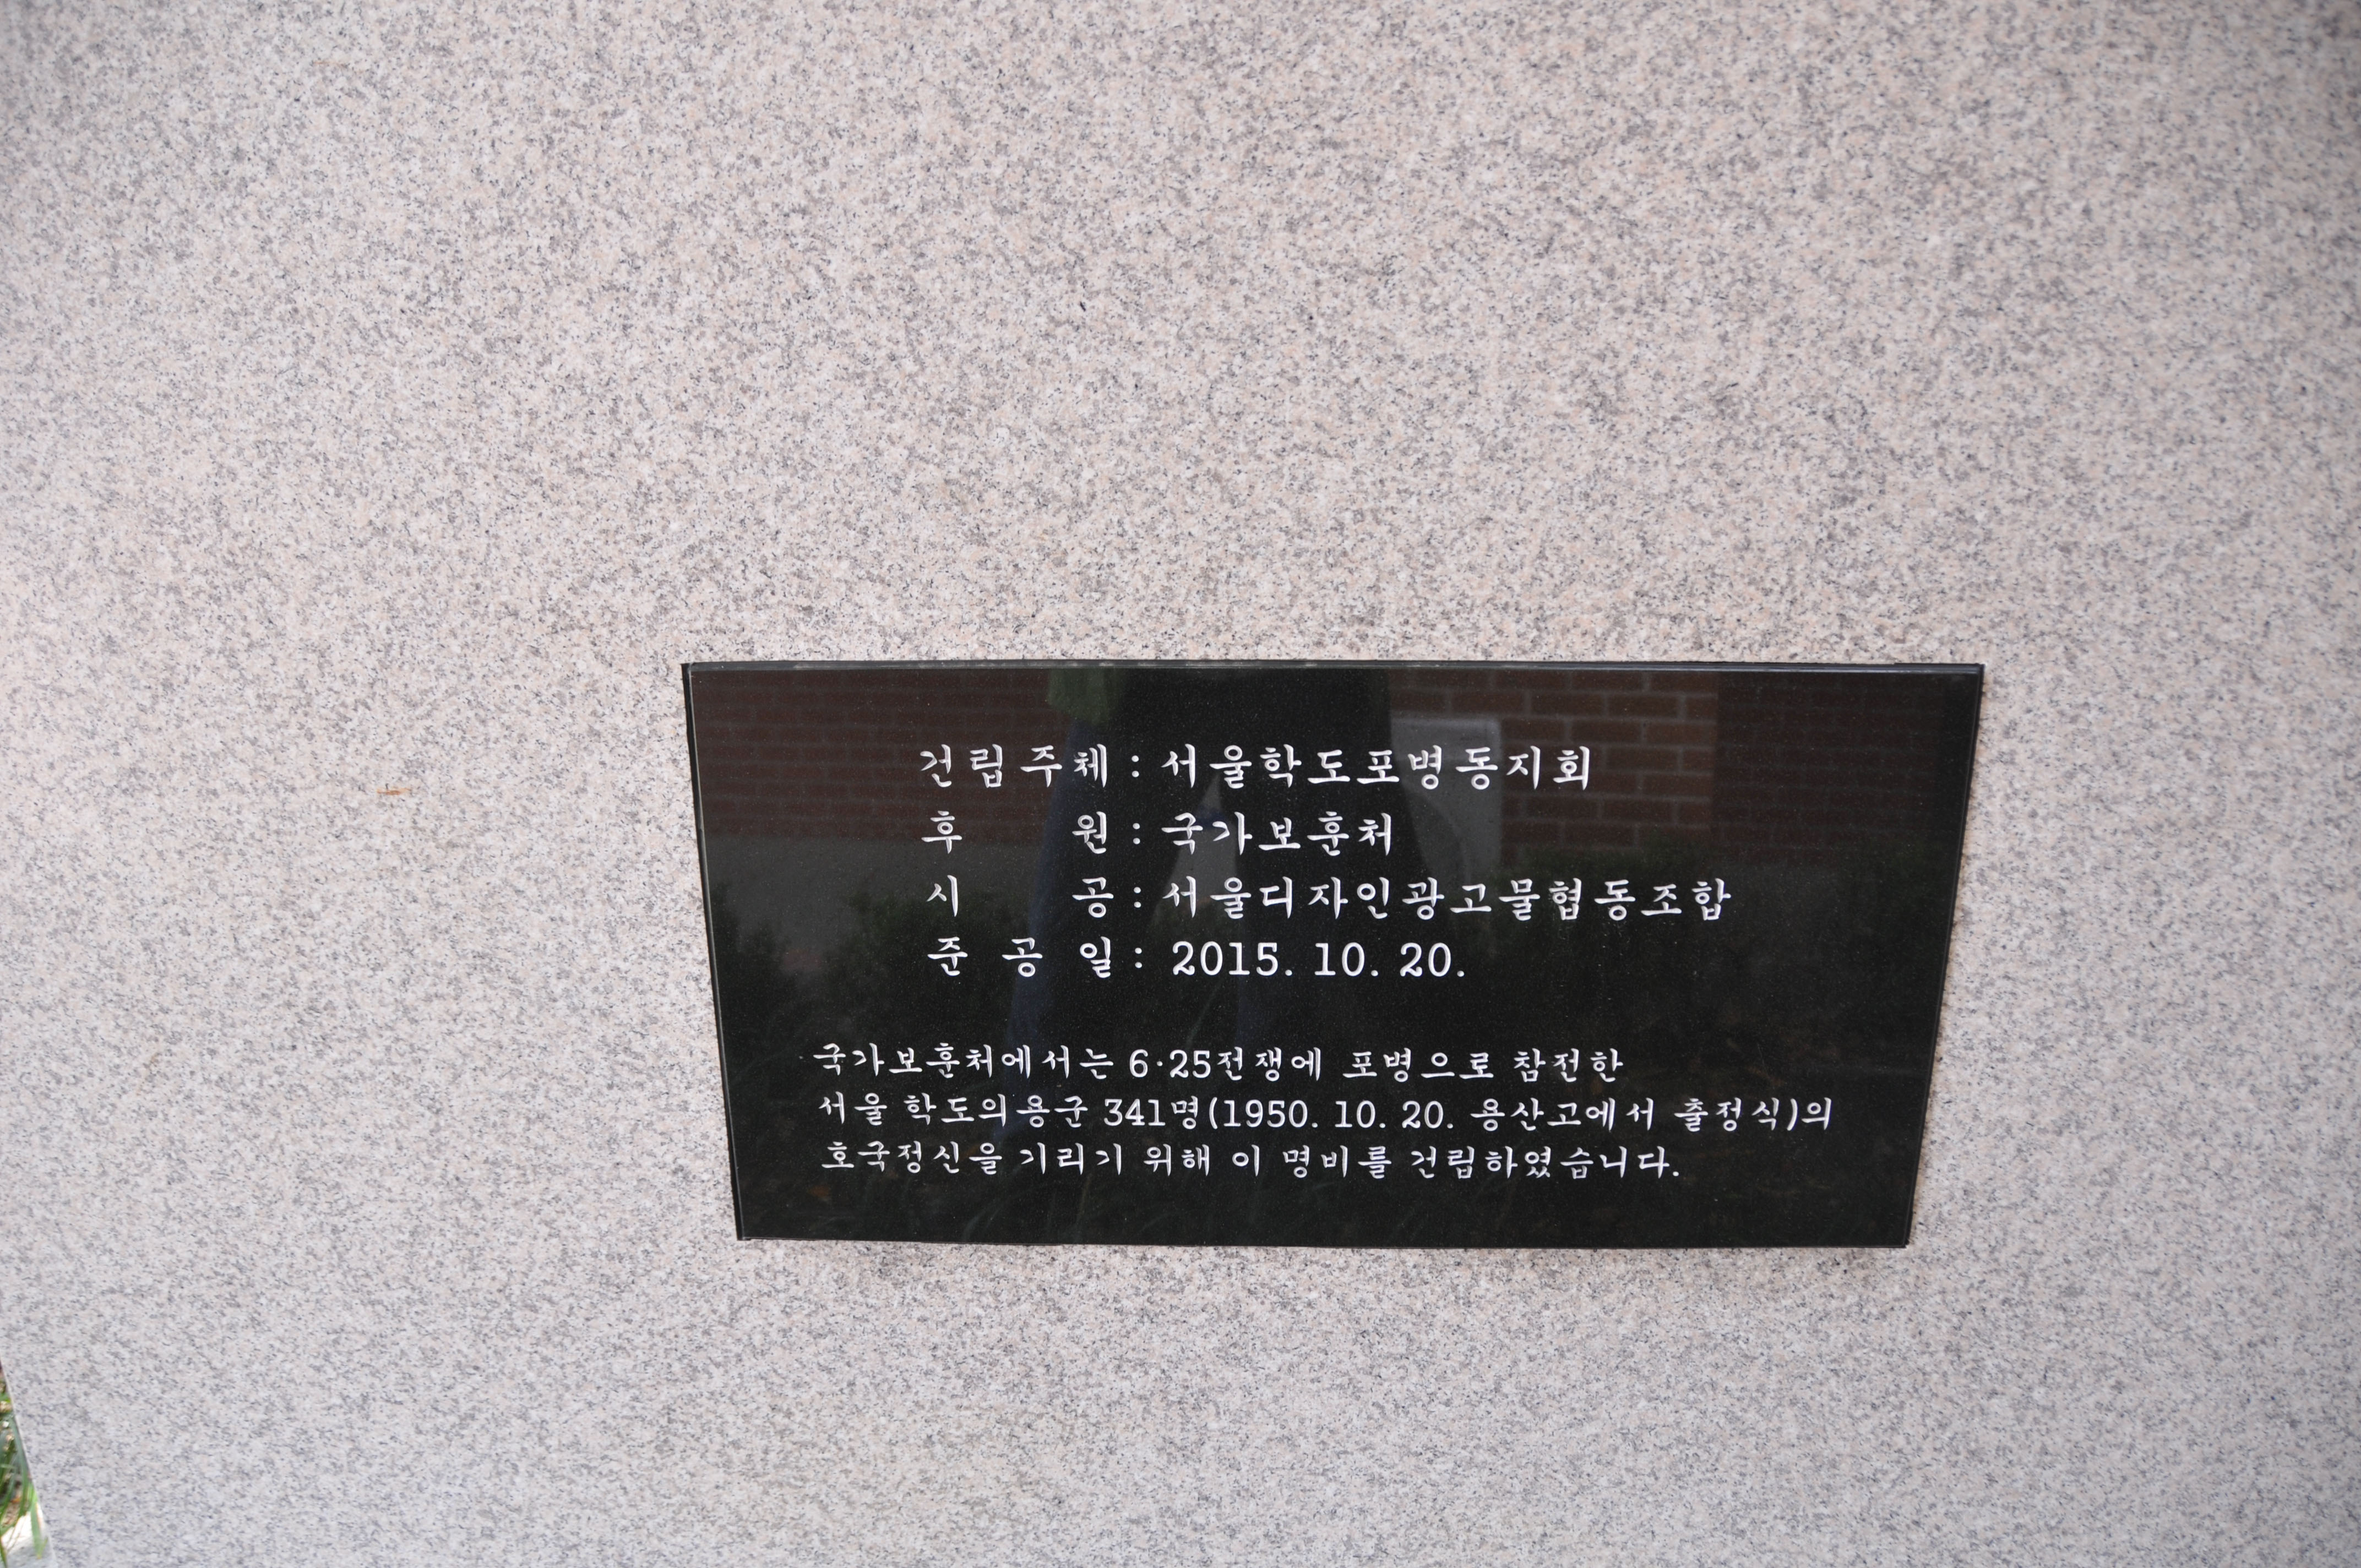 건립주체 : 서울학도포병동지회
후 원 : 국가보훈처
시 공 : 서울디자인광고물협동조합
준 공 일 : 2015. 10. 20.
국가보훈처에서는 6·25전쟁에 포병으로 참전한
서울 학도의용군 341명(1950. 10. 20. 용산고에서 출정식)의
호국정신을 기리기 위해 이 명비를 건립하였습니다.